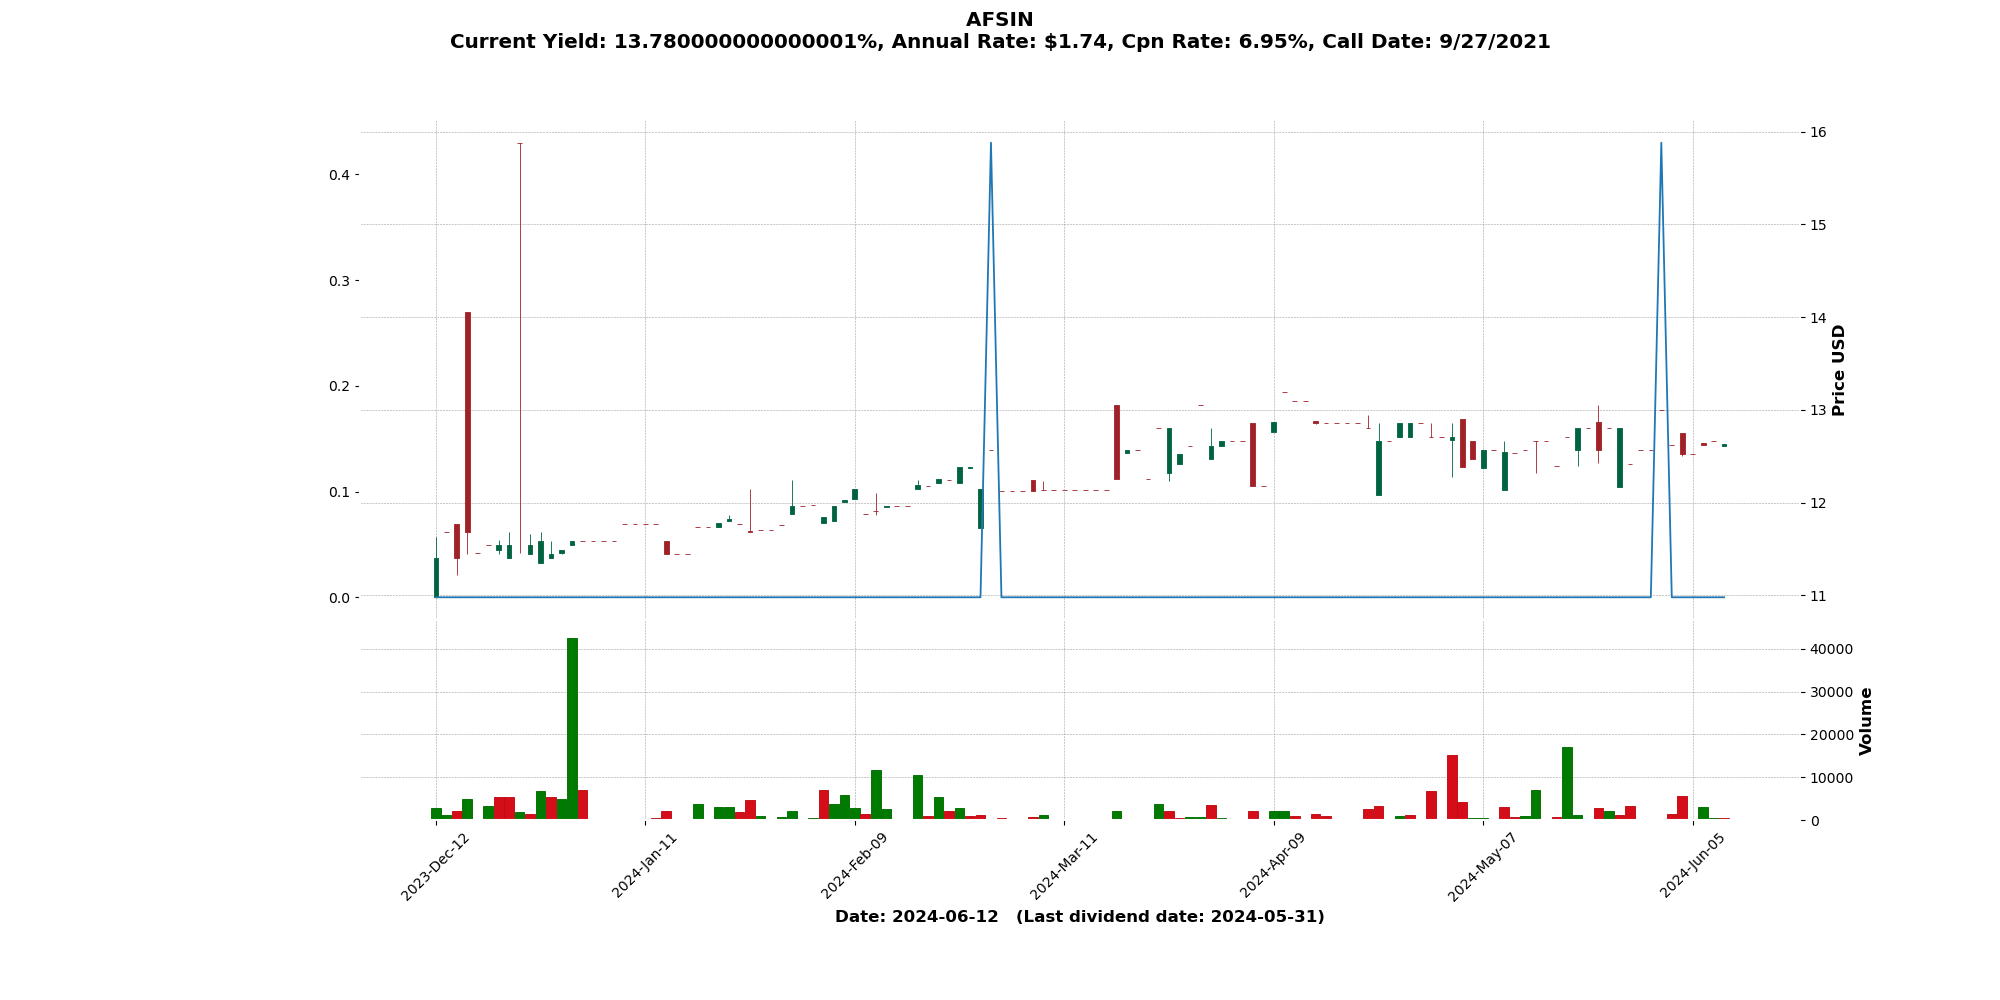 AFSIN
Current Yield: 13.780000000000001%, Annual Rate: $1.74, Cpn Rate: 6.95%, Call Date: 9/27/2021
0.4
0.3
0.2
0.1
0.0
16
15
14
13
12
11
Price USD
40000
30000
20000
10000
0
Volume
2023-Dec-12
2024-Jan-11
2024-Feb-09
2024-Mar-11
2024-Apr-09
2024-May-07
2024-Jun-05
Date: 2024-06-12 (Last dividend date: 2024-05-31)